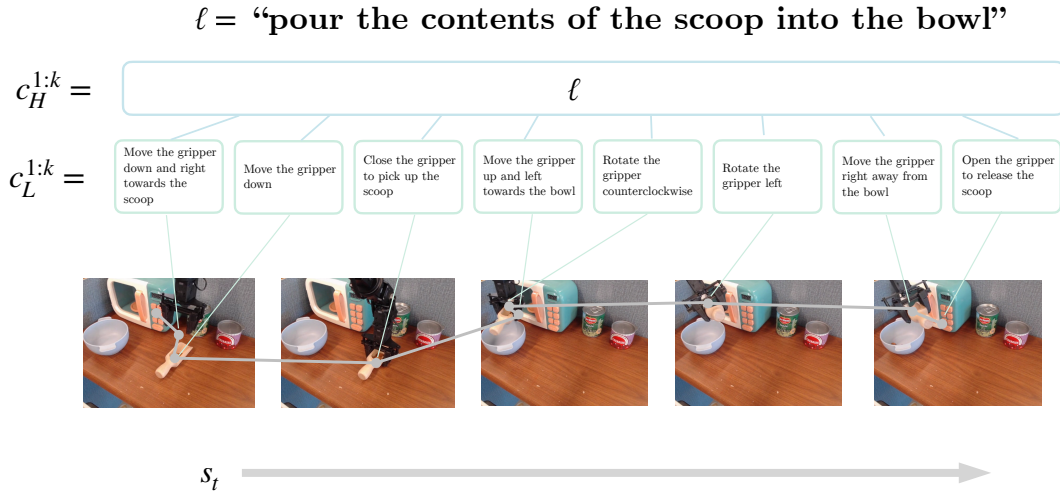 ℓ = “pour the contents of the scoop into the bowl”
c_H^{1:k} =
ℓ
c_L^{1:k} =
Move the gripper
down and right
towards the
scoop
Move the gripper
down
Close the gripper
to pick up the
scoop
Move the gripper
up and left
towards the bowl
Rotate the
gripper
counterclockwise
Rotate the
gripper left
Move the gripper
right away from
the bowl
Open the gripper
to release the
scoop
s_t